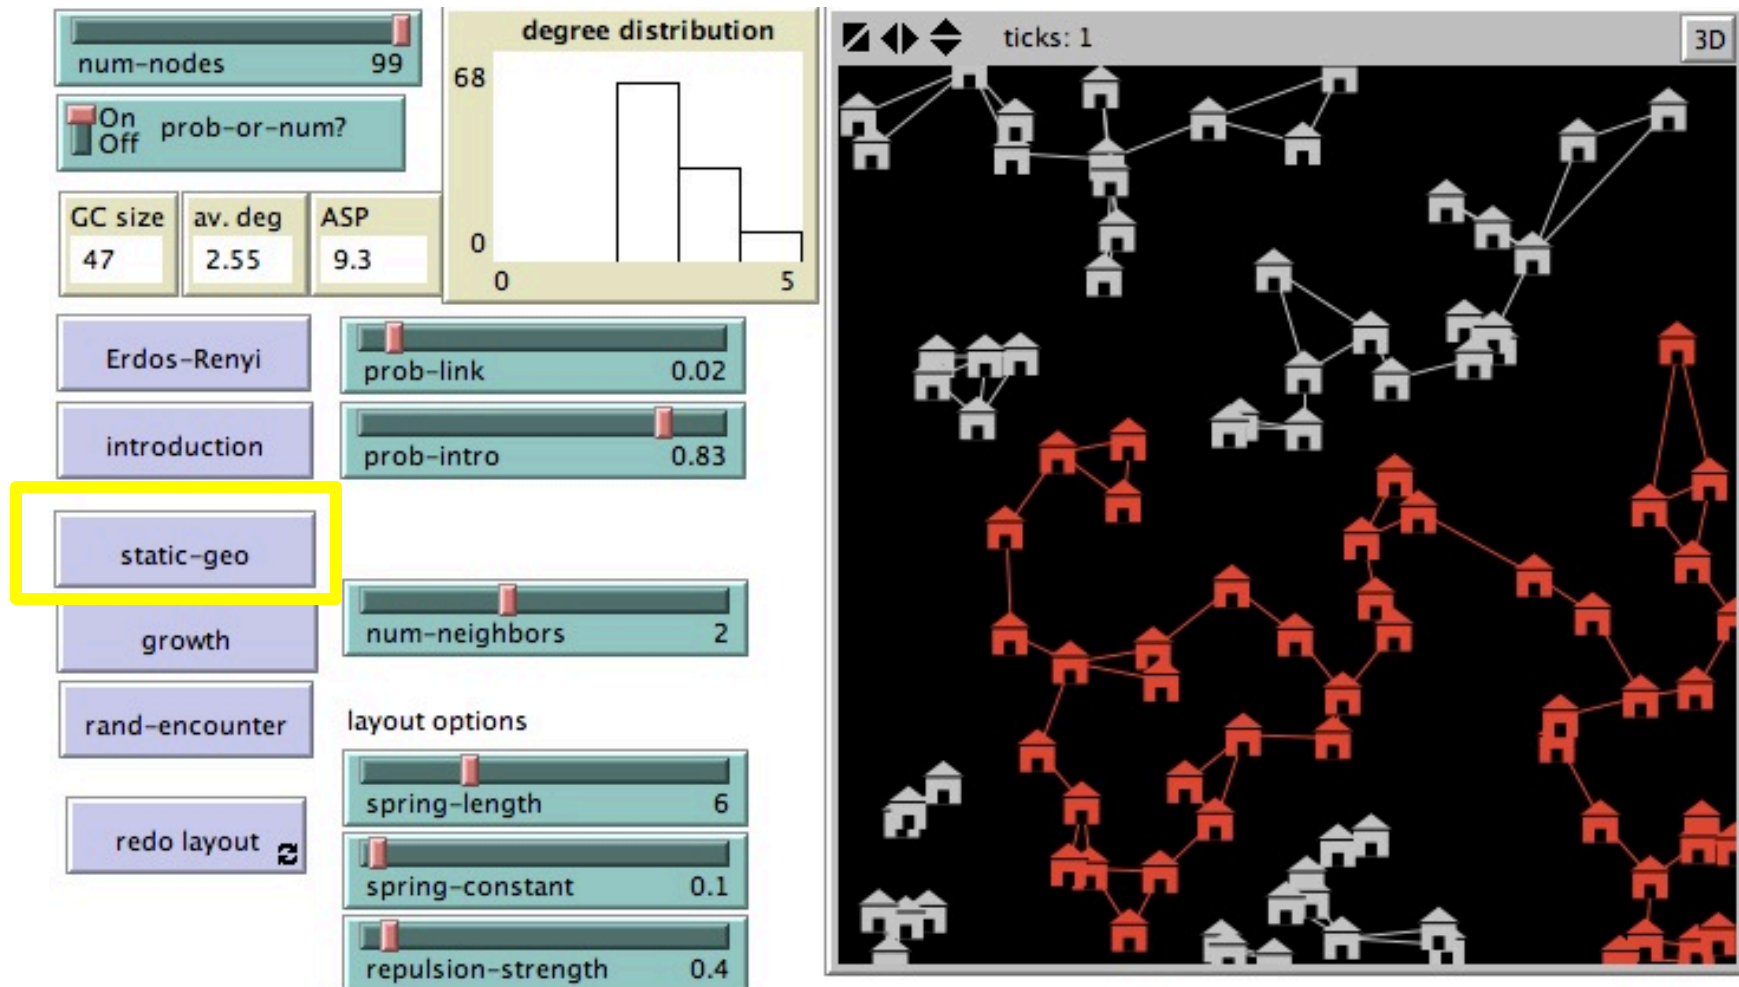 num-nodes 99
On
Off
prob-or-num?
GC size
47
av. deg
2.55
ASP
9.3
degree distribution
68
0
0 5
Erdos-Renyi
introduction
static-geo
growth
rand-encounter
redo layout
prob-link 0.02
prob-intro 0.83
num-neighbors 2
layout options
spring-length 6
spring-constant 0.1
repulsion-strength 0.4
ticks: 1
3D